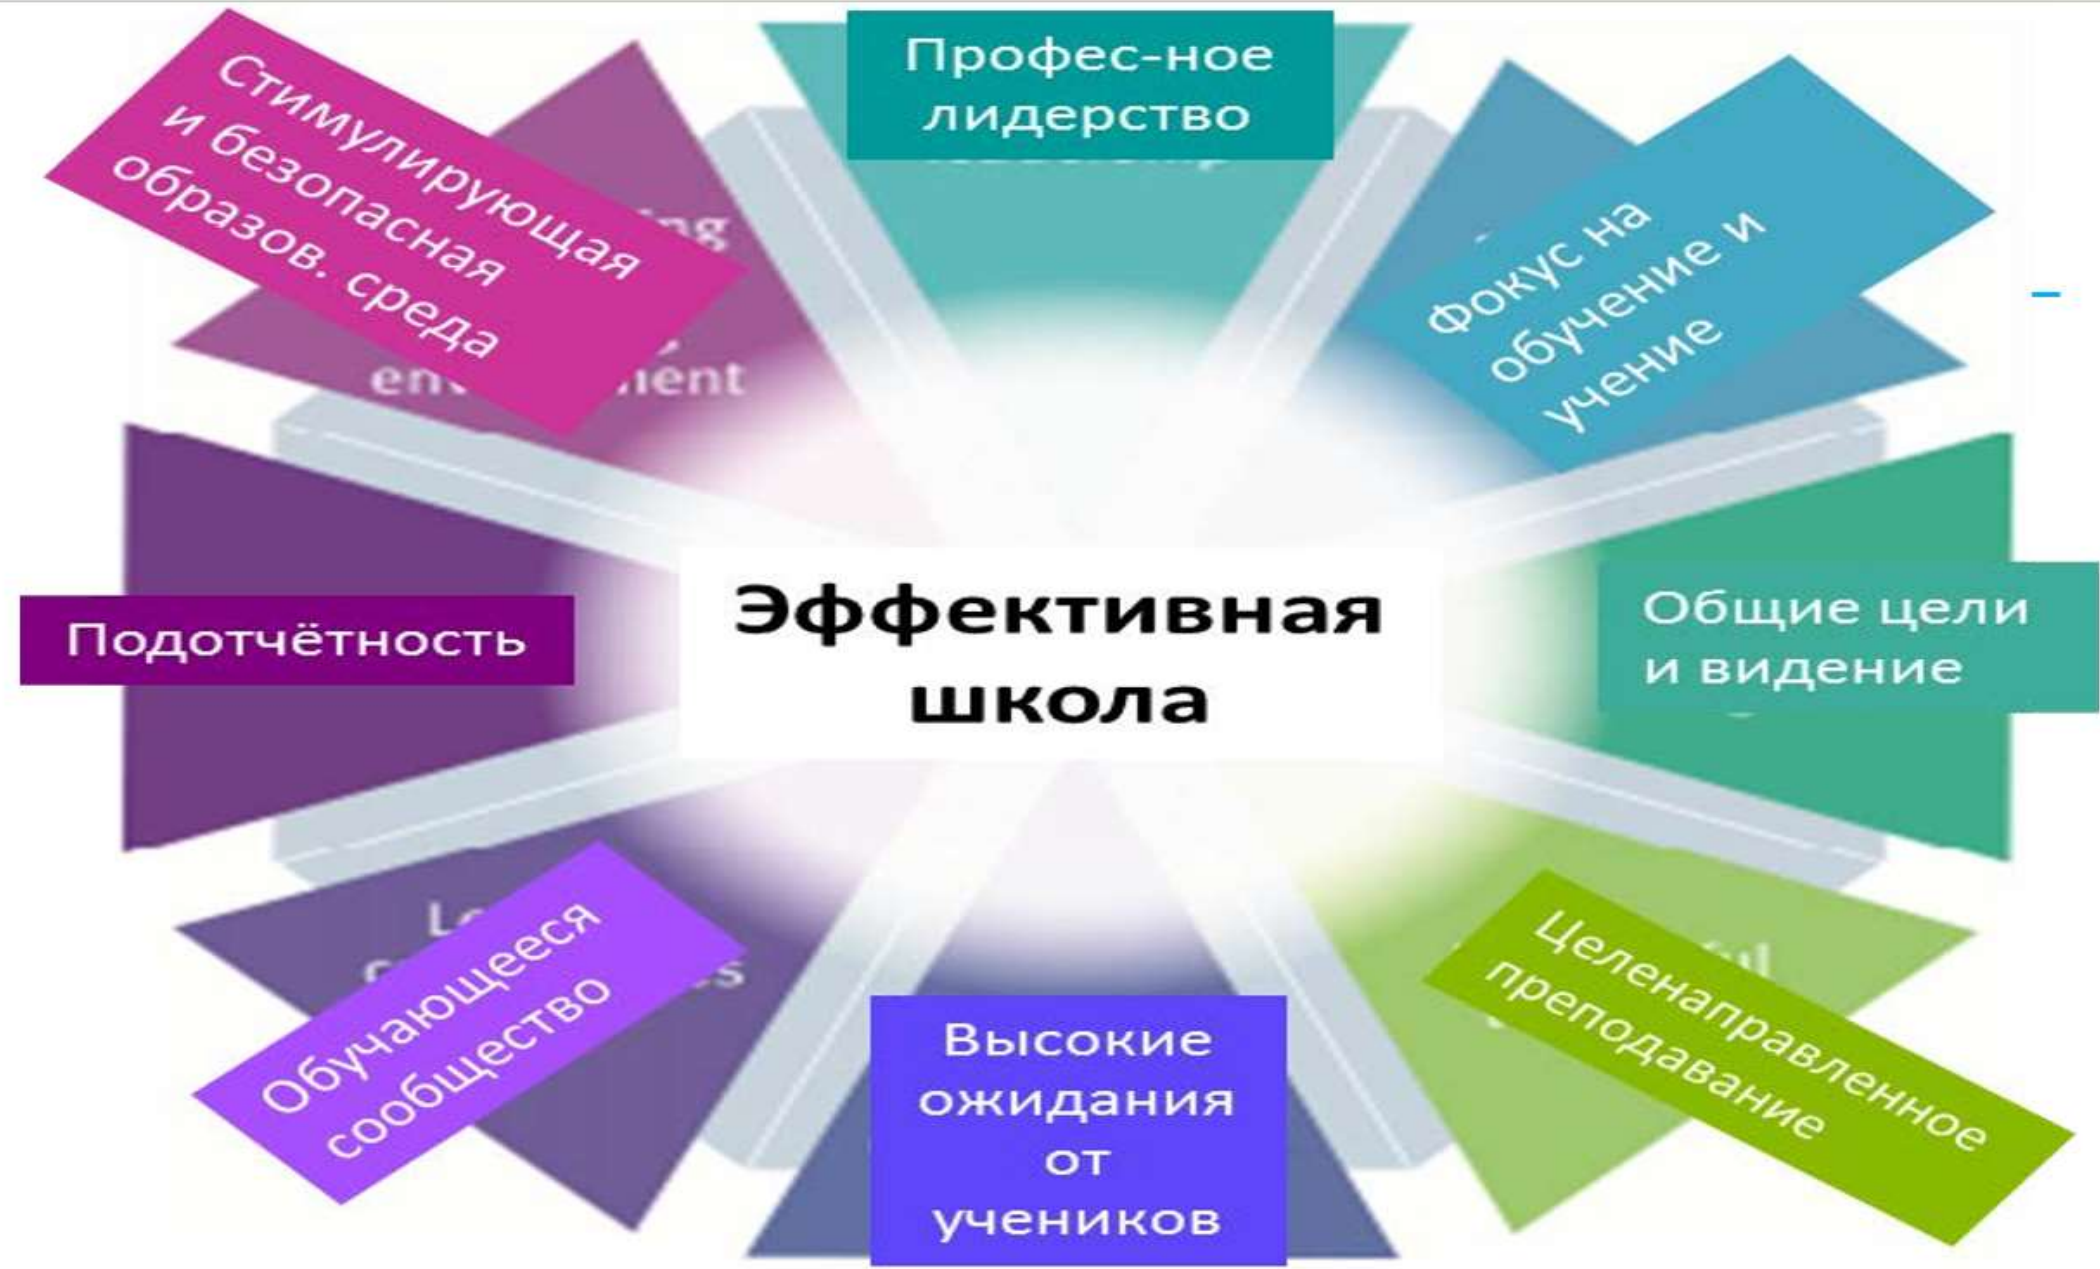 Стимулирующая
и безопасная
образов. среда
Профес-ное
лидерство
Фокус на
обучение и
учение
Подотчётность
Эффективная
школа
Общие цели
и видение
Обучающееся
сообщество
Высокие
ожидания
от
учеников
Целенаправленное
преподавание